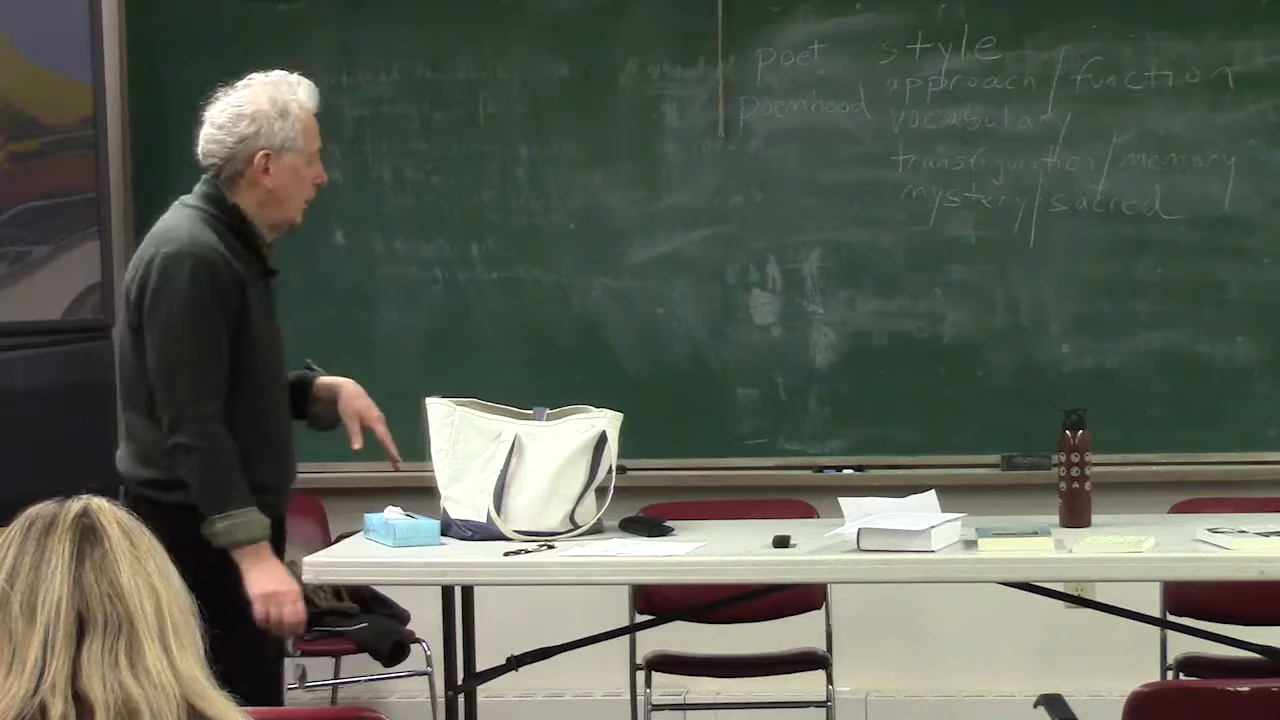 poet style
approach/function
poemhood vocabulary
transfiguration/memory
mystery/sacred